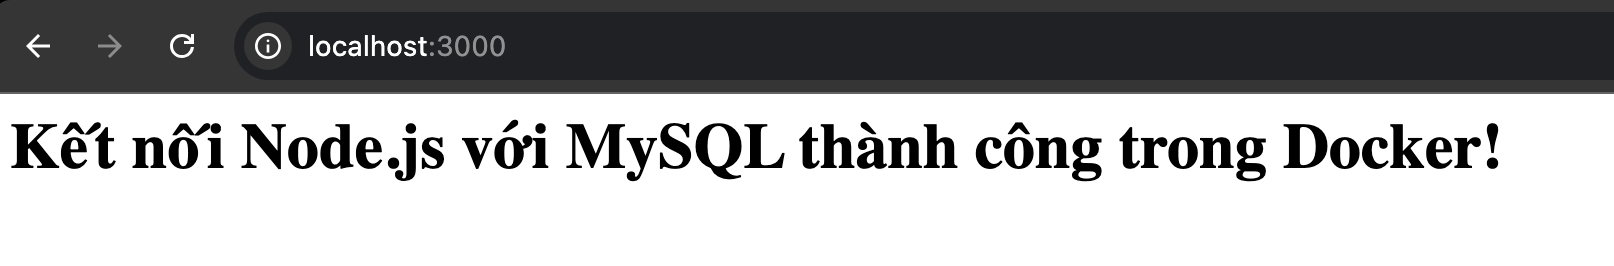 localhost:3000
Kết nối Node.js với MySQL thành công trong Docker!